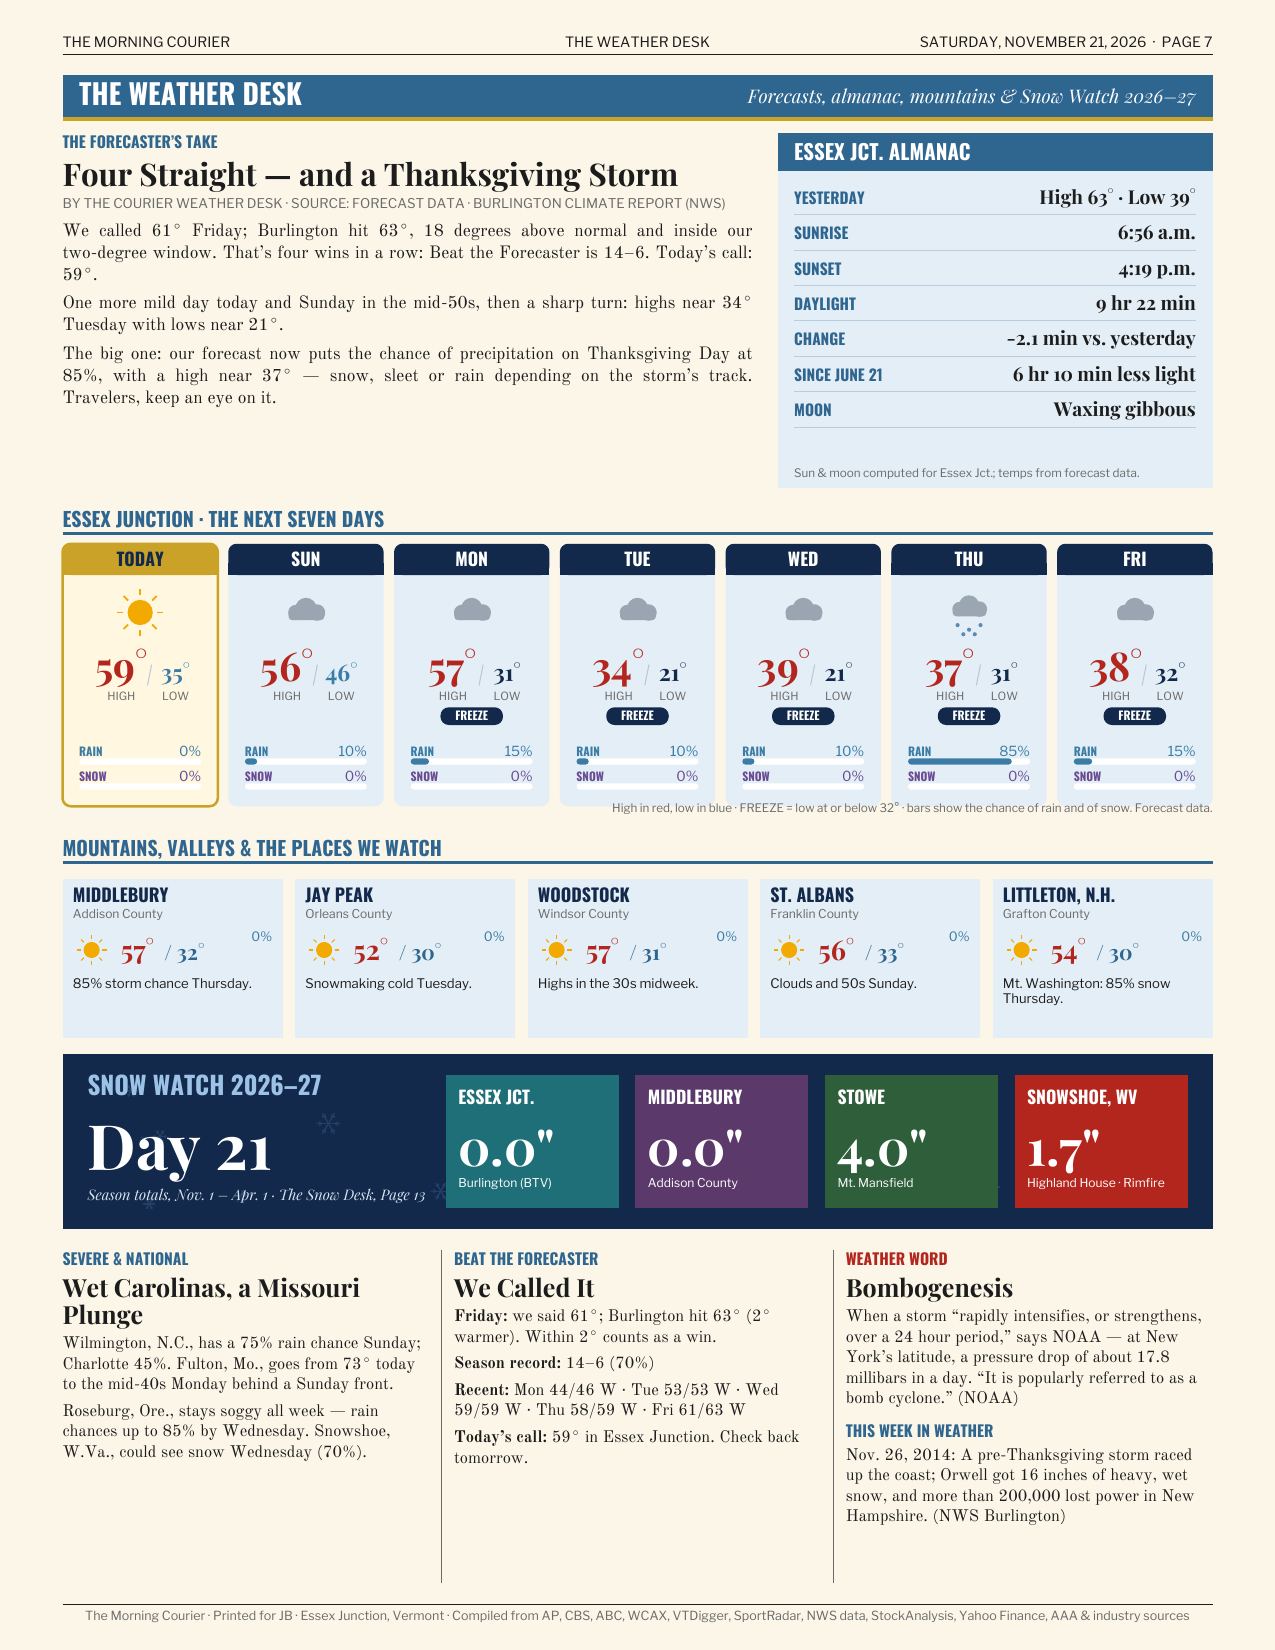 THE MORNING COURIER
THE WEATHER DESK
SATURDAY, NOVEMBER 21, 2026 · PAGE 7
THE WEATHER DESK
Forecasts, almanac, mountains & Snow Watch 2026–27
THE FORECASTER'S TAKE
Four Straight — and a Thanksgiving Storm
BY THE COURIER WEATHER DESK · SOURCE: FORECAST DATA · BURLINGTON CLIMATE REPORT (NWS)
We called 61° Friday; Burlington hit 63°, 18 degrees above normal and inside our
two-degree window. That's four wins in a row: Beat the Forecaster is 14–6. Today's call:
59°.
One more mild day today and Sunday in the mid-50s, then a sharp turn: highs near 34°
Tuesday with lows near 21°.
The big one: our forecast now puts the chance of precipitation on Thanksgiving Day at
85%, with a high near 37° — snow, sleet or rain depending on the storm's track.
Travelers, keep an eye on it.
ESSEX JCT. ALMANAC
YESTERDAY High 63° · Low 39°
SUNRISE 6:56 a.m.
SUNSET 4:19 p.m.
DAYLIGHT 9 hr 22 min
CHANGE -2.1 min vs. yesterday
SINCE JUNE 21 6 hr 10 min less light
MOON Waxing gibbous
Sun & moon computed for Essex Jct.; temps from forecast data.
ESSEX JUNCTION · THE NEXT SEVEN DAYS
TODAY
59° / 35°
HIGH LOW
RAIN 0%
SNOW 0%
SUN
56° / 46°
HIGH LOW
RAIN 10%
SNOW 0%
MON
57° / 31°
HIGH LOW
FREEZE
RAIN 15%
SNOW 0%
TUE
34° / 21°
HIGH LOW
FREEZE
RAIN 10%
SNOW 0%
WED
39° / 21°
HIGH LOW
FREEZE
RAIN 10%
SNOW 0%
THU
37° / 31°
HIGH LOW
FREEZE
RAIN 85%
SNOW 0%
FRI
38° / 32°
HIGH LOW
FREEZE
RAIN 15%
SNOW 0%
High in red, low in blue · FREEZE = low at or below 32° · bars show the chance of rain and of snow. Forecast data.
MOUNTAINS, VALLEYS & THE PLACES WE WATCH
MIDDLEBURY
Addison County
0%
57° / 32°
85% storm chance Thursday.
JAY PEAK
Orleans County
0%
52° / 30°
Snowmaking cold Tuesday.
WOODSTOCK
Windsor County
0%
57° / 31°
Highs in the 30s midweek.
ST. ALBANS
Franklin County
0%
56° / 33°
Clouds and 50s Sunday.
LITTLETON, N.H.
Grafton County
0%
54° / 30°
Mt. Washington: 85% snow
Thursday.
SNOW WATCH 2026–27
Day 21
Season totals, Nov. 1 – Apr. 1 · The Snow Desk, Page 13
ESSEX JCT.
0.0"
Burlington (BTV)
MIDDLEBURY
0.0"
Addison County
STOWE
4.0"
Mt. Mansfield
SNOWSHOE, WV
1.7"
Highland House · Rimfire
SEVERE & NATIONAL
Wet Carolinas, a Missouri
Plunge
Wilmington, N.C., has a 75% rain chance Sunday;
Charlotte 45%. Fulton, Mo., goes from 73° today
to the mid-40s Monday behind a Sunday front.
Roseburg, Ore., stays soggy all week — rain
chances up to 85% by Wednesday. Snowshoe,
W.Va., could see snow Wednesday (70%).
BEAT THE FORECASTER
We Called It
Friday: we said 61°; Burlington hit 63° (2°
warmer). Within 2° counts as a win.
Season record: 14–6 (70%)
Recent: Mon 44/46 W · Tue 53/53 W · Wed
59/59 W · Thu 58/59 W · Fri 61/63 W
Today's call: 59° in Essex Junction. Check back
tomorrow.
WEATHER WORD
Bombogenesis
When a storm “rapidly intensifies, or strengthens,
over a 24 hour period,” says NOAA — at New
York's latitude, a pressure drop of about 17.8
millibars in a day. “It is popularly referred to as a
bomb cyclone.” (NOAA)
THIS WEEK IN WEATHER
Nov. 26, 2014: A pre-Thanksgiving storm raced
up the coast; Orwell got 16 inches of heavy, wet
snow, and more than 200,000 lost power in New
Hampshire. (NWS Burlington)
The Morning Courier · Printed for JB · Essex Junction, Vermont · Compiled from AP, CBS, ABC, WCAX, VTDigger, SportRadar, NWS data, StockAnalysis, Yahoo Finance, AAA & industry sources